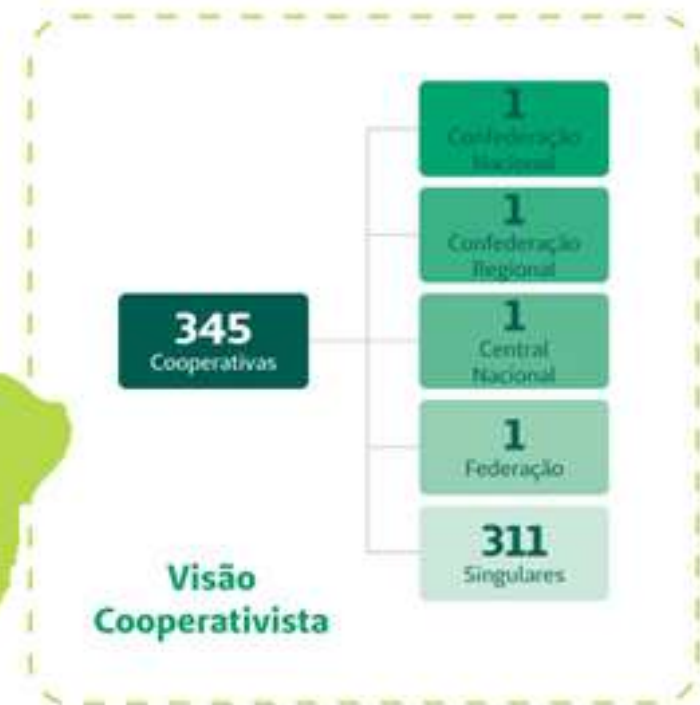 1
Confederação
Nacional
1
Confederação
Regional
345
Cooperativas
1
Central
Nacional
1
Federação
311
Singulares
Visão
Cooperativista